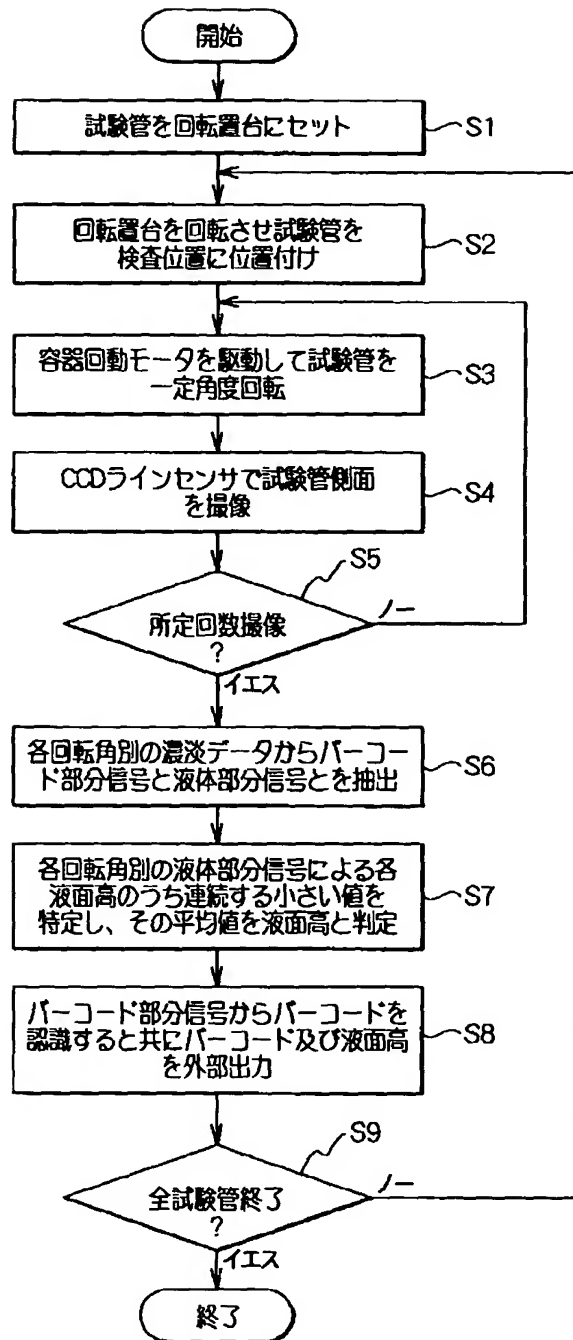 開始
試験管を回転置台にセット
S1
回転置台を回転させ試験管を
検査位置に位置付け
S2
容器回動モータを駆動して試験管を
一定角度回転
S3
CCDラインセンサで試験管側面
を撮像
S4
S5
所定回数撮像
?
ノー
イエス
各回転角別の濃淡データからバーコー
ド部分信号と液体部分信号とを抽出
S6
各回転角別の液体部分信号による各
液面高のうち連続する小さい値を
特定し、その平均値を液面高と判定
S7
バーコード部分信号からバーコードを
認識すると共にバーコード及び液面高
を外部出力
S8
S9
全試験管終了
?
ノー
イエス
終了